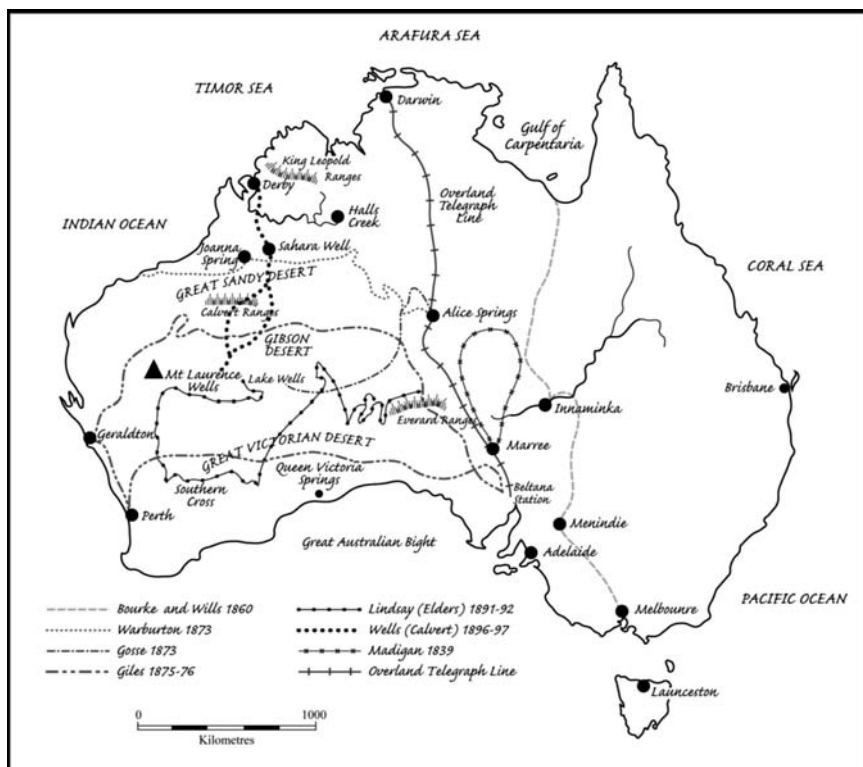 ARAFURA SEA
TIMOR SEA
Darwin
Gulf of
Carpentaria
King Leopold
Ranges
Derby
Halls
Creek
Overland
Telegraph
Line
INDIAN OCEAN
Joanna
Spring
Sahara Well
CORAL SEA
GREAT SANDY DESERT
Calvert Ranges
Alice Springs
GIBSON
DESERT
Mt Laurence
Wells
Lake Wells
Brisbane
Innaminka
Everard Ranges
Geraldton
GREAT VICTORIAN DESERT
Marree
Queen Victoria
Springs
Southern
Cross
Beltana
Station
Perth
Menindie
Great Australian Bight
Adelaide
PACIFIC OCEAN
Melbounre
Launceston
Bourke and Wills 1860
Warburton 1873
Gosse 1873
Giles 1875-76
Lindsay (Elders) 1891-92
Wells (Calvert) 1896-97
Madigan 1839
Overland Telegraph Line
0
1000
Kilometres